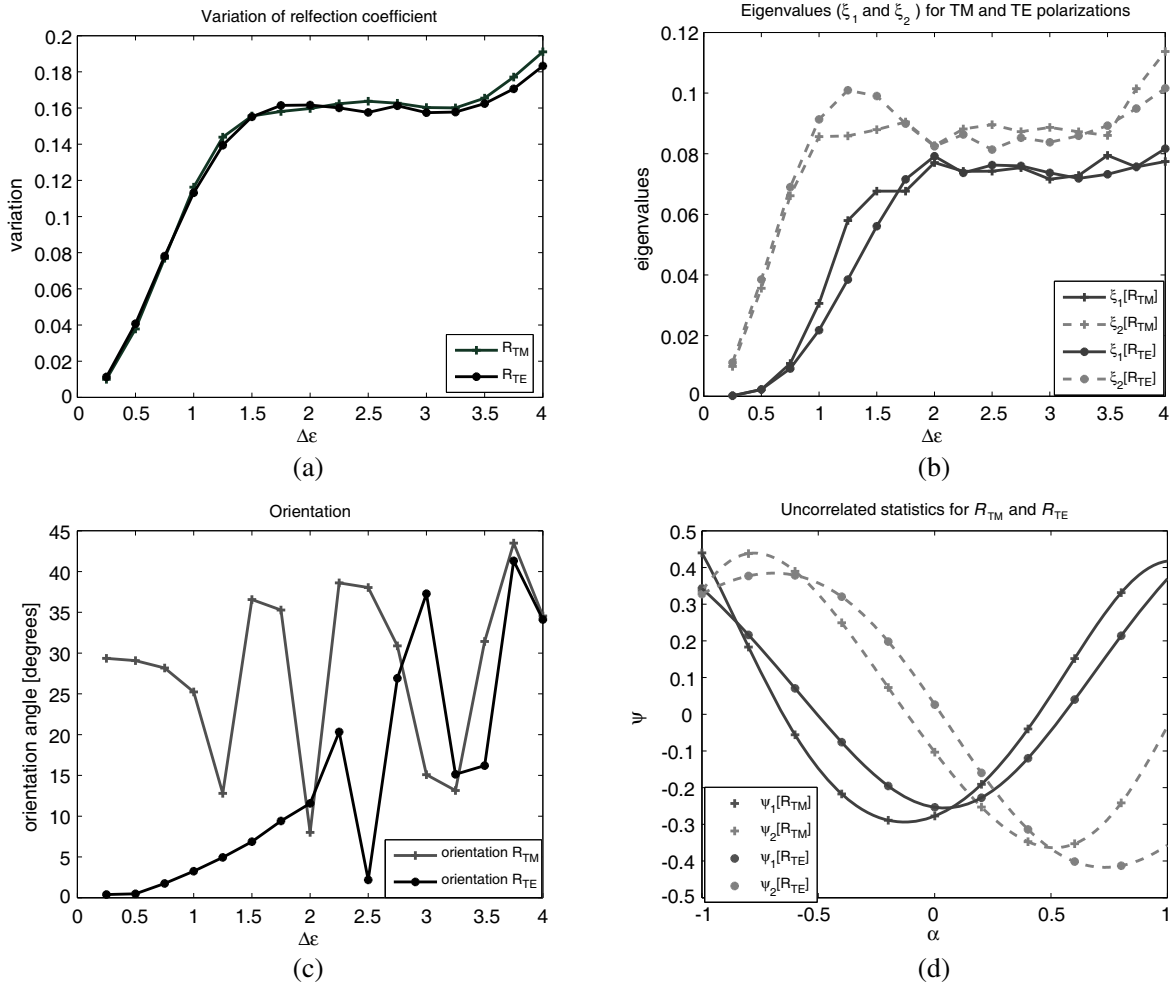 Variation of relfection coefficient
0.2
0.18
0.16
0.14
0.12
0.1
0.08
0.06
0.04
0.02
0
variation
R_TM
R_TE
0 0.5 1 1.5 2 2.5 3 3.5 4
Δε
(a)
Eigenvalues (ξ_1 and ξ_2 ) for TM and TE polarizations
0.12
0.1
0.08
0.06
0.04
0.02
0
eigenvalues
ξ_1[R_TM]
ξ_2[R_TM]
ξ_1[R_TE]
ξ_2[R_TE]
0 0.5 1 1.5 2 2.5 3 3.5 4
Δε
(b)
Orientation
45
40
35
30
25
20
15
10
5
0
orientation angle [degrees]
orientation R_TM
orientation R_TE
0 0.5 1 1.5 2 2.5 3 3.5 4
Δε
(c)
Uncorrelated statistics for R_TM and R_TE
0.5
0.4
0.3
0.2
0.1
0
-0.1
-0.2
-0.3
-0.4
-0.5
ψ
ψ_1[R_TM]
ψ_2[R_TM]
ψ_1[R_TE]
ψ_2[R_TE]
-1 -0.5 0 0.5 1
α
(d)